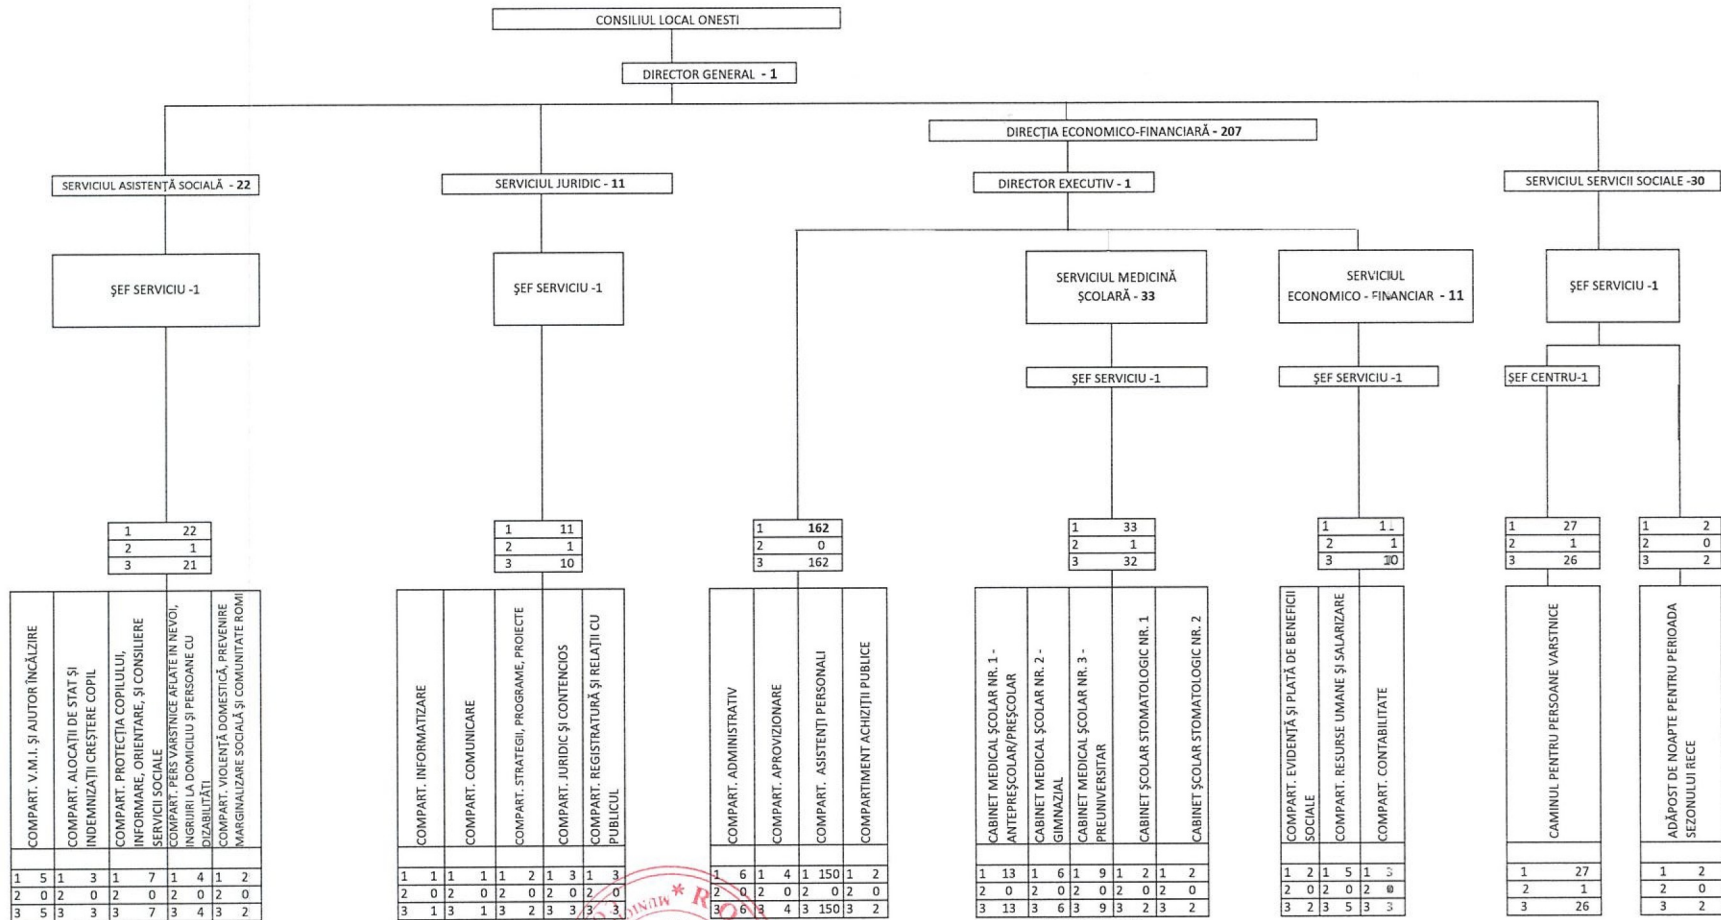 CONSILIUL LOCAL ONESTI
DIRECTOR GENERAL - 1
DIRECȚIA ECONOMICO-FINANCIARĂ - 207
SERVICIUL ASISTENȚĂ SOCIALĂ - 22
SERVICIUL JURIDIC - 11
DIRECTOR EXECUTIV - 1
SERVICIUL SERVICII SOCIALE -30
ȘEF SERVICIU -1
ȘEF SERVICIU -1
SERVICIUL MEDICINĂ
ȘCOLARĂ - 33
SERVICIUL
ECONOMICO - FINANCIAR - 11
ȘEF SERVICIU -1
ȘEF SERVICIU -1
ȘEF SERVICIU -1
ȘEF CENTRU-1
1 22
2 1
3 21
1 11
2 1
3 10
1 162
2 0
3 162
1 33
2 1
3 32
1 11
2 1
3 10
1 27
2 1
3 26
1 2
2 0
3 2
COMPART. V.M.I. ȘI AJUTOR ÎNCĂLZIRE
COMPART. ALOCAȚII DE STAT ȘI
INDEMNIZAȚII CREȘTERE COPIL
COMPART. PROTECȚIA COPILULUI,
INFORMARE, ORIENTARE, ȘI CONSILIERE
SERVICII SOCIALE
COMPART. PERS VARSTNICE AFLATE IN NEVOI,
INGRIJIRI LA DOMICILIU ȘI PERSOANE CU
DIZABILITĂȚI
COMPART. VIOLENȚĂ DOMESTICĂ, PREVENIRE
MARGINALIZARE SOCIALĂ ȘI COMUNITATE ROMI
COMPART. INFORMATIZARE
COMPART. COMUNICARE
COMPART. STRATEGII, PROGRAME, PROIECTE
COMPART. JURIDIC ȘI CONTENCIOS
COMPART. REGISTRATURĂ ȘI RELAȚII CU
PUBLICUL
COMPART. ADMINISTRATIV
COMPART. APROVIZIONARE
COMPART. ASISTENȚI PERSONALI
COMPARTIMENT ACHIZIȚII PUBLICE
CABINET MEDICAL ȘCOLAR NR. 1 -
ANTEPREȘCOLAR/PREȘCOLAR
CABINET MEDICAL ȘCOLAR NR. 2 -
GIMNAZIAL
CABINET MEDICAL ȘCOLAR NR. 3 -
PREUNIVERSITAR
CABINET ȘCOLAR STOMATOLOGIC NR. 1
CABINET ȘCOLAR STOMATOLOGIC NR. 2
COMPART. EVIDENȚĂ ȘI PLATĂ DE BENEFICII
SOCIALE
COMPART. RESURSE UMANE ȘI SALARIZARE
COMPART. CONTABILITATE
CAMINUL PENTRU PERSOANE VARSTNICE
ADĂPOST DE NOAPTE PENTRU PERIOADA
SEZONULUI RECE
1 5 1 3 1 7 1 4 1 2
2 0 2 0 2 0 2 0 2 0
3 5 3 3 3 7 3 4 3 2
1 1 1 1 1 2 1 3 1 3
2 0 2 0 2 0 2 0 2 0
3 1 3 1 3 2 3 3 3 3
1 6 1 4 1 150 1 2
2 0 2 0 2 0 2 0
3 6 3 4 3 150 3 2
1 13 1 6 1 9 1 2 1 2
2 0 2 0 2 0 2 0 2 0
3 13 3 6 3 9 3 2 3 2
1 2 1 5 1 3
2 0 2 0 2 0
3 2 3 5 3 3
1 27
2 1
3 26
1 2
2 0
3 2